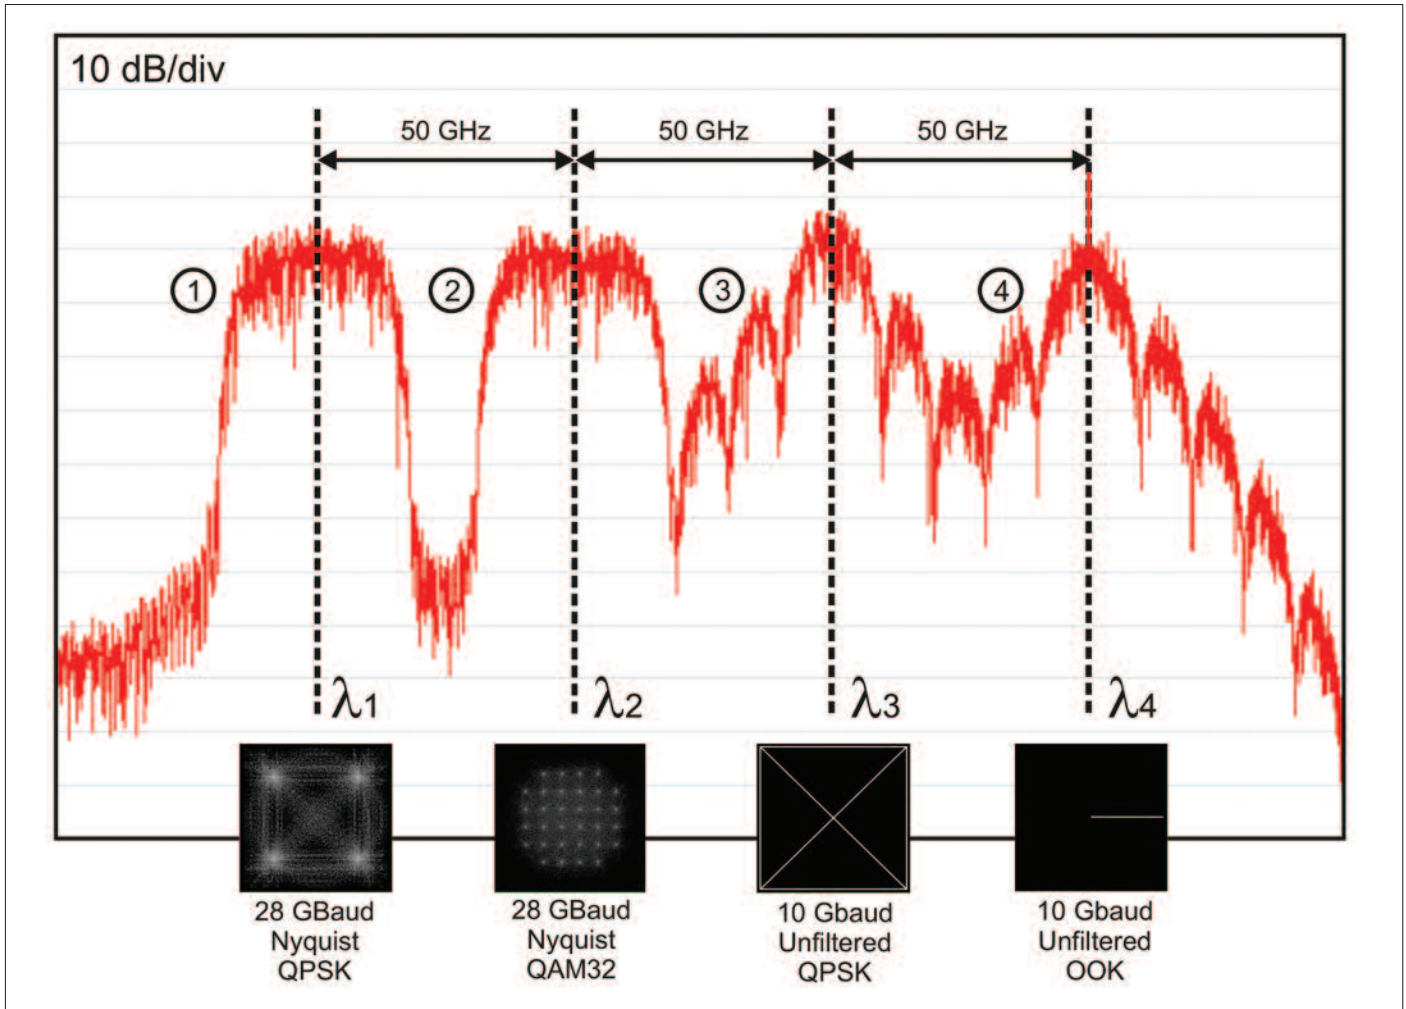 10 dB/div
50 GHz 50 GHz 50 GHz
1 2 3 4
λ1 λ2 λ3 λ4
28 GBaud
Nyquist
QPSK
28 GBaud
Nyquist
QAM32
10 Gbaud
Unfiltered
QPSK
10 Gbaud
Unfiltered
OOK